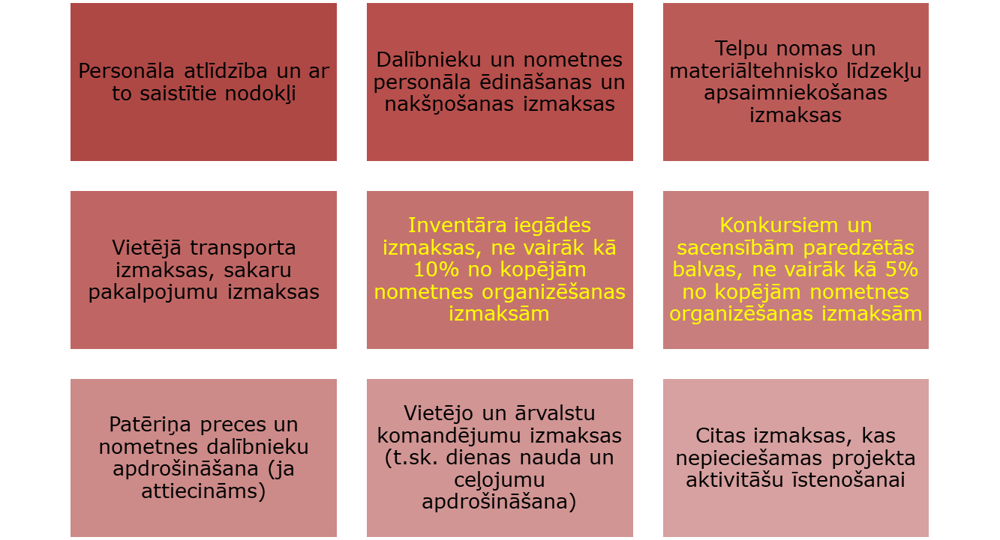 Personāla atlīdzība un ar
to saistītie nodokļi
Dalībnieku un nometnes
personāla ēdināšanas un
nakšņošanas izmaksas
Telpu nomas un
materiāltehnisko līdzekļu
apsaimniekošanas
izmaksas
Vietējā transporta
izmaksas, sakaru
pakalpojumu izmaksas
Inventāra iegādes
izmaksas, ne vairāk kā
10% no kopējām
nometnes organizēšanas
izmaksām
Konkursiem un
sacensībām paredzētās
balvas, ne vairāk kā 5%
no kopējām nometnes
organizēšanas izmaksām
Patēriņa preces un
nometnes dalībnieku
apdrošināšana (ja
attiecināms)
Vietējo un ārvalstu
komandējumu izmaksas
(t.sk. dienas nauda un
ceļojumu
apdrošināšana)
Citas izmaksas, kas
nepieciešamas projekta
aktivitāšu īstenošanai